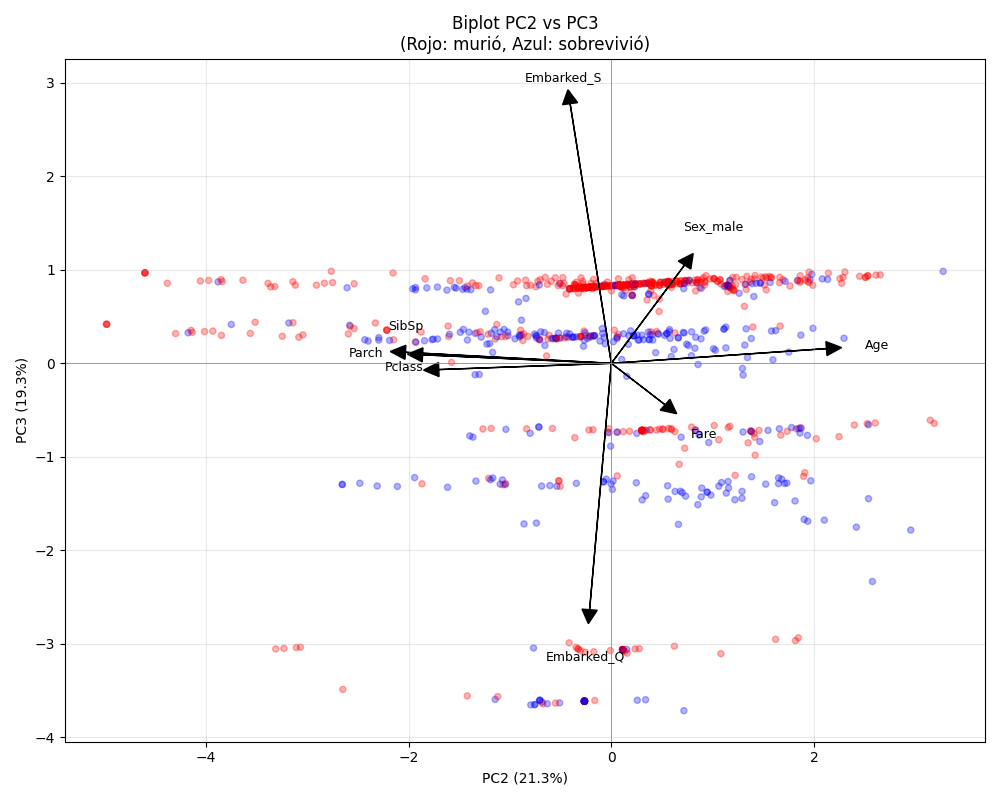 Biplot PC2 vs PC3
(Rojo: murió, Azul: sobrevivió)
Embarked_S
Sex_male
SibSp
Parch
Pclass
Age
Fare
Embarked_Q
3
2
1
0
−1
−2
−3
−4
PC3 (19.3%)
−4
−2
0
2
PC2 (21.3%)